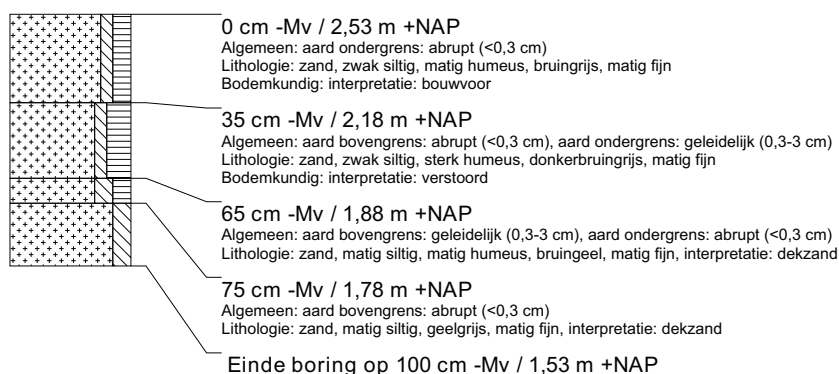 0 cm -Mv / 2,53 m +NAP
Algemeen: aard ondergrens: abrupt (<0,3 cm)
Lithologie: zand, zwak siltig, matig humeus, bruingrijs, matig fijn
Bodemkundig: interpretatie: bouwvoor
35 cm -Mv / 2,18 m +NAP
Algemeen: aard bovengrens: abrupt (<0,3 cm), aard ondergrens: geleidelijk (0,3-3 cm)
Lithologie: zand, zwak siltig, sterk humeus, donkerbruingrijs, matig fijn
Bodemkundig: interpretatie: verstoord
65 cm -Mv / 1,88 m +NAP
Algemeen: aard bovengrens: geleidelijk (0,3-3 cm), aard ondergrens: abrupt (<0,3 cm)
Lithologie: zand, matig siltig, matig humeus, bruingeel, matig fijn, interpretatie: dekzand
75 cm -Mv / 1,78 m +NAP
Algemeen: aard bovengrens: abrupt (<0,3 cm)
Lithologie: zand, matig siltig, geelgrijs, matig fijn, interpretatie: dekzand
Einde boring op 100 cm -Mv / 1,53 m +NAP